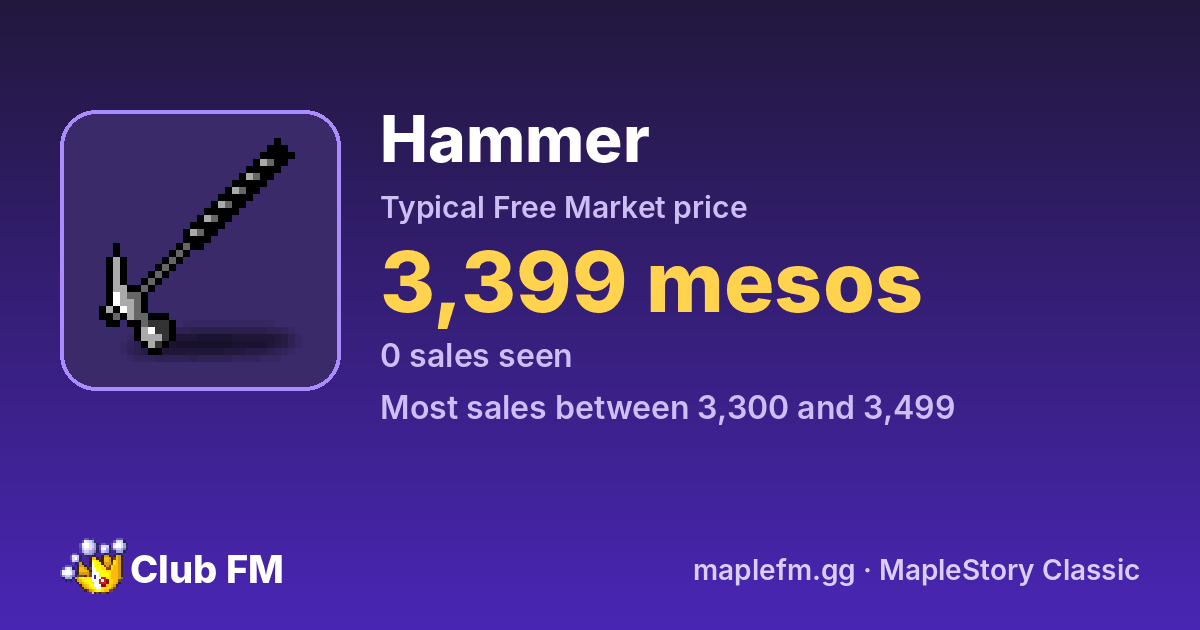 Hammer
Typical Free Market price
3,399 mesos
0 sales seen
Most sales between 3,300 and 3,499
Club FM
maplefm.gg · MapleStory Classic